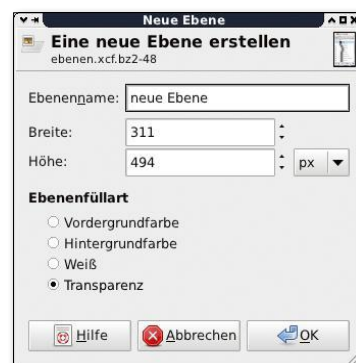 Neue Ebene
Eine neue Ebene erstellen
ebenen.xcf.bz2-48
Ebenenname: neue Ebene
Breite: 311
Höhe: 494 px
Ebenenfüllart
Vordergrundfarbe
Hintergrundfarbe
Weiß
Transparenz
Hilfe Abbrechen OK